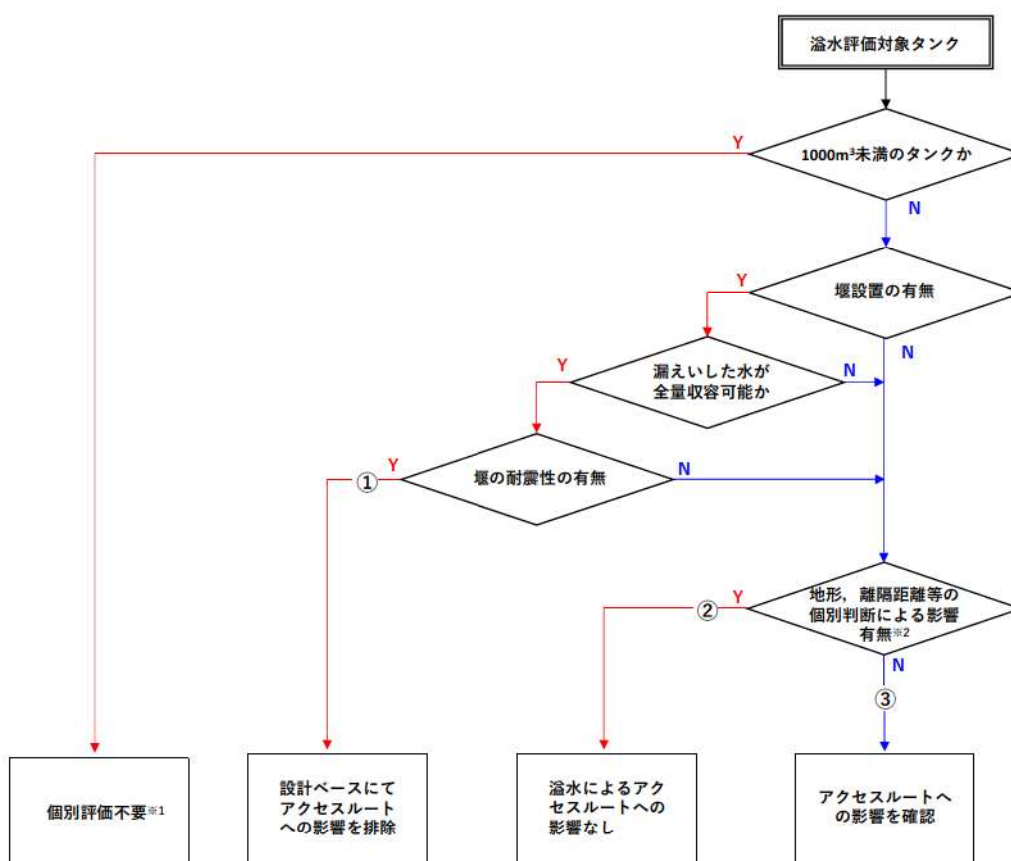 溢水評価対象タンク
Y
1000m³未満のタンクか
N
Y
堰設置の有無
N
Y
漏えいした水が
全量収容可能か
N
Y
①
堰の耐震性の有無
N
②
Y
地形，離隔距離等の
個別判断による影響
有無※2
N
③
個別評価不要※1
設計ベースにて
アクセスルート
への影響を排除
溢水によるアク
セスルートへの
影響なし
アクセスルートへ
の影響を確認